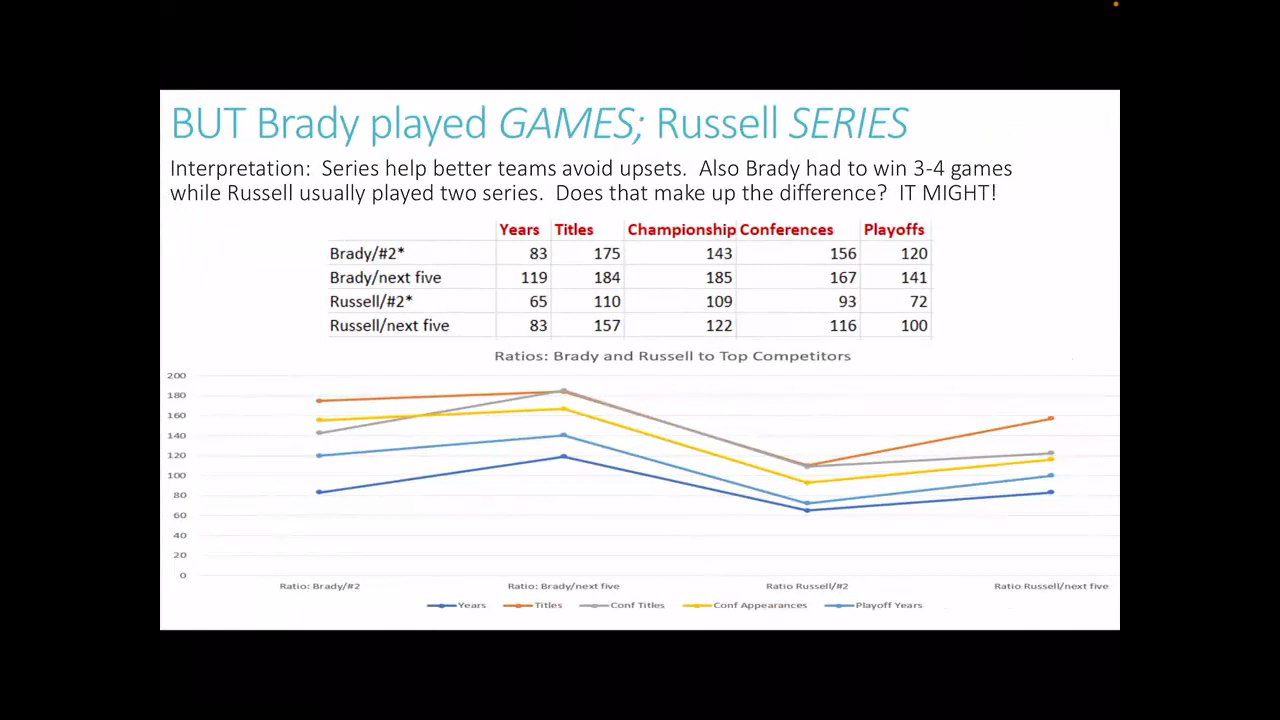 BUT Brady played GAMES; Russell SERIES
Interpretation: Series help better teams avoid upsets. Also Brady had to win 3-4 games
while Russell usually played two series. Does that make up the difference? IT MIGHT!
Years Titles Championship Conferences Playoffs
Brady/#2* 83 175 143 156 120
Brady/next five 119 184 185 167 141
Russell/#2* 65 110 109 93 72
Russell/next five 83 157 122 116 100
Ratios: Brady and Russell to Top Competitors
200
180
160
140
120
100
80
60
40
20
0
Ratio: Brady/#2 Ratio: Brady/next five Ratio Russell/#2 Ratio Russell/next five
Years Titles Conf Titles Conf Appearances Playoff Years